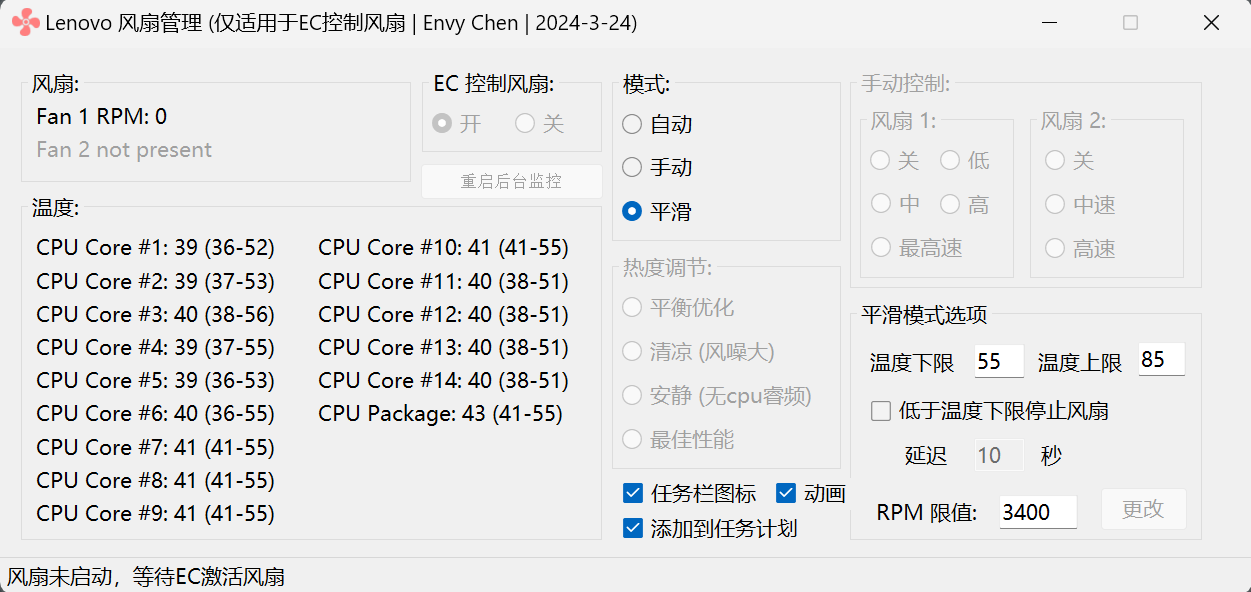 Lenovo 风扇管理 (仅适用于EC控制风扇 | Envy Chen | 2024-3-24)
风扇:
Fan 1 RPM: 0
Fan 2 not present
EC 控制风扇:
开 关
重启后台监控
温度:
CPU Core #1: 39 (36-52)
CPU Core #2: 39 (37-53)
CPU Core #3: 40 (38-56)
CPU Core #4: 39 (37-55)
CPU Core #5: 39 (36-53)
CPU Core #6: 40 (36-55)
CPU Core #7: 41 (41-55)
CPU Core #8: 41 (41-55)
CPU Core #9: 41 (41-55)
CPU Core #10: 41 (41-55)
CPU Core #11: 40 (38-51)
CPU Core #12: 40 (38-51)
CPU Core #13: 40 (38-51)
CPU Core #14: 40 (38-51)
CPU Package: 43 (41-55)
模式:
自动
手动
平滑
热度调节:
平衡优化
清凉 (风噪大)
安静 (无cpu睿频)
最佳性能
任务栏图标 动画
添加到任务计划
手动控制:
风扇 1:
关 低
中 高
最高速
风扇 2:
关
中速
高速
平滑模式选项
温度下限 55 温度上限 85
低于温度下限停止风扇
延迟 10 秒
RPM 限值: 3400 更改
风扇未启动，等待EC激活风扇